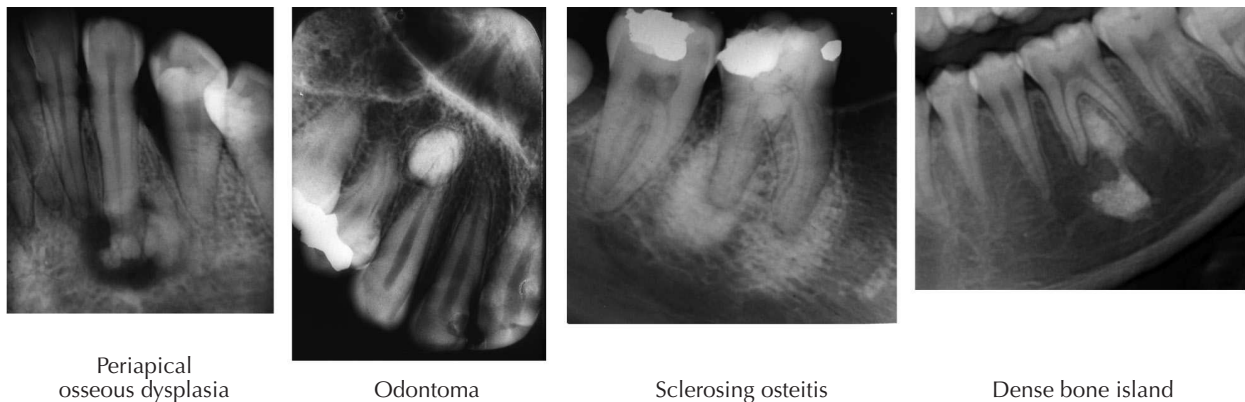 Periapical
osseous dysplasia
Odontoma
Sclerosing osteitis
Dense bone island